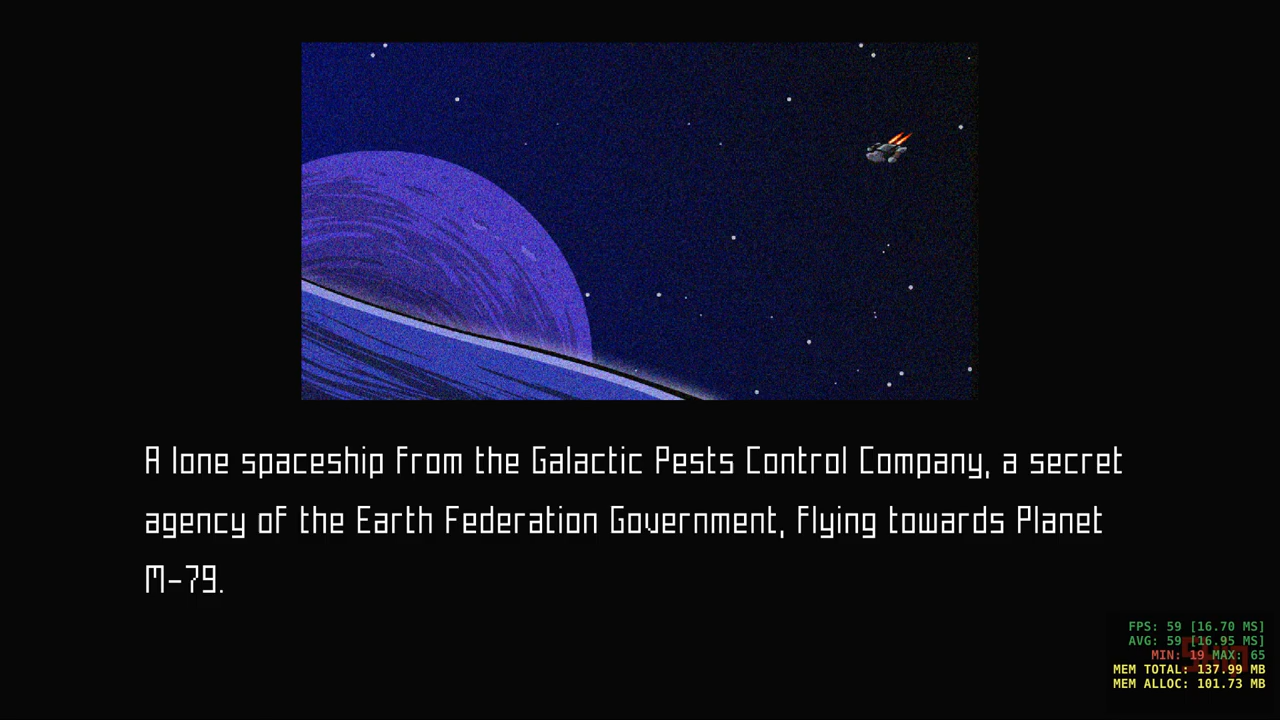 A lone spaceship from the Galactic Pests Control Company, a secret
agency of the Earth Federation Government, flying towards Planet
M-79.
FPS: 59 [16.70 MS]
AVG: 59 [16.95 MS]
MIN: 19 MAX: 65
MEM TOTAL: 137.99 MB
MEM ALLOC: 101.73 MB